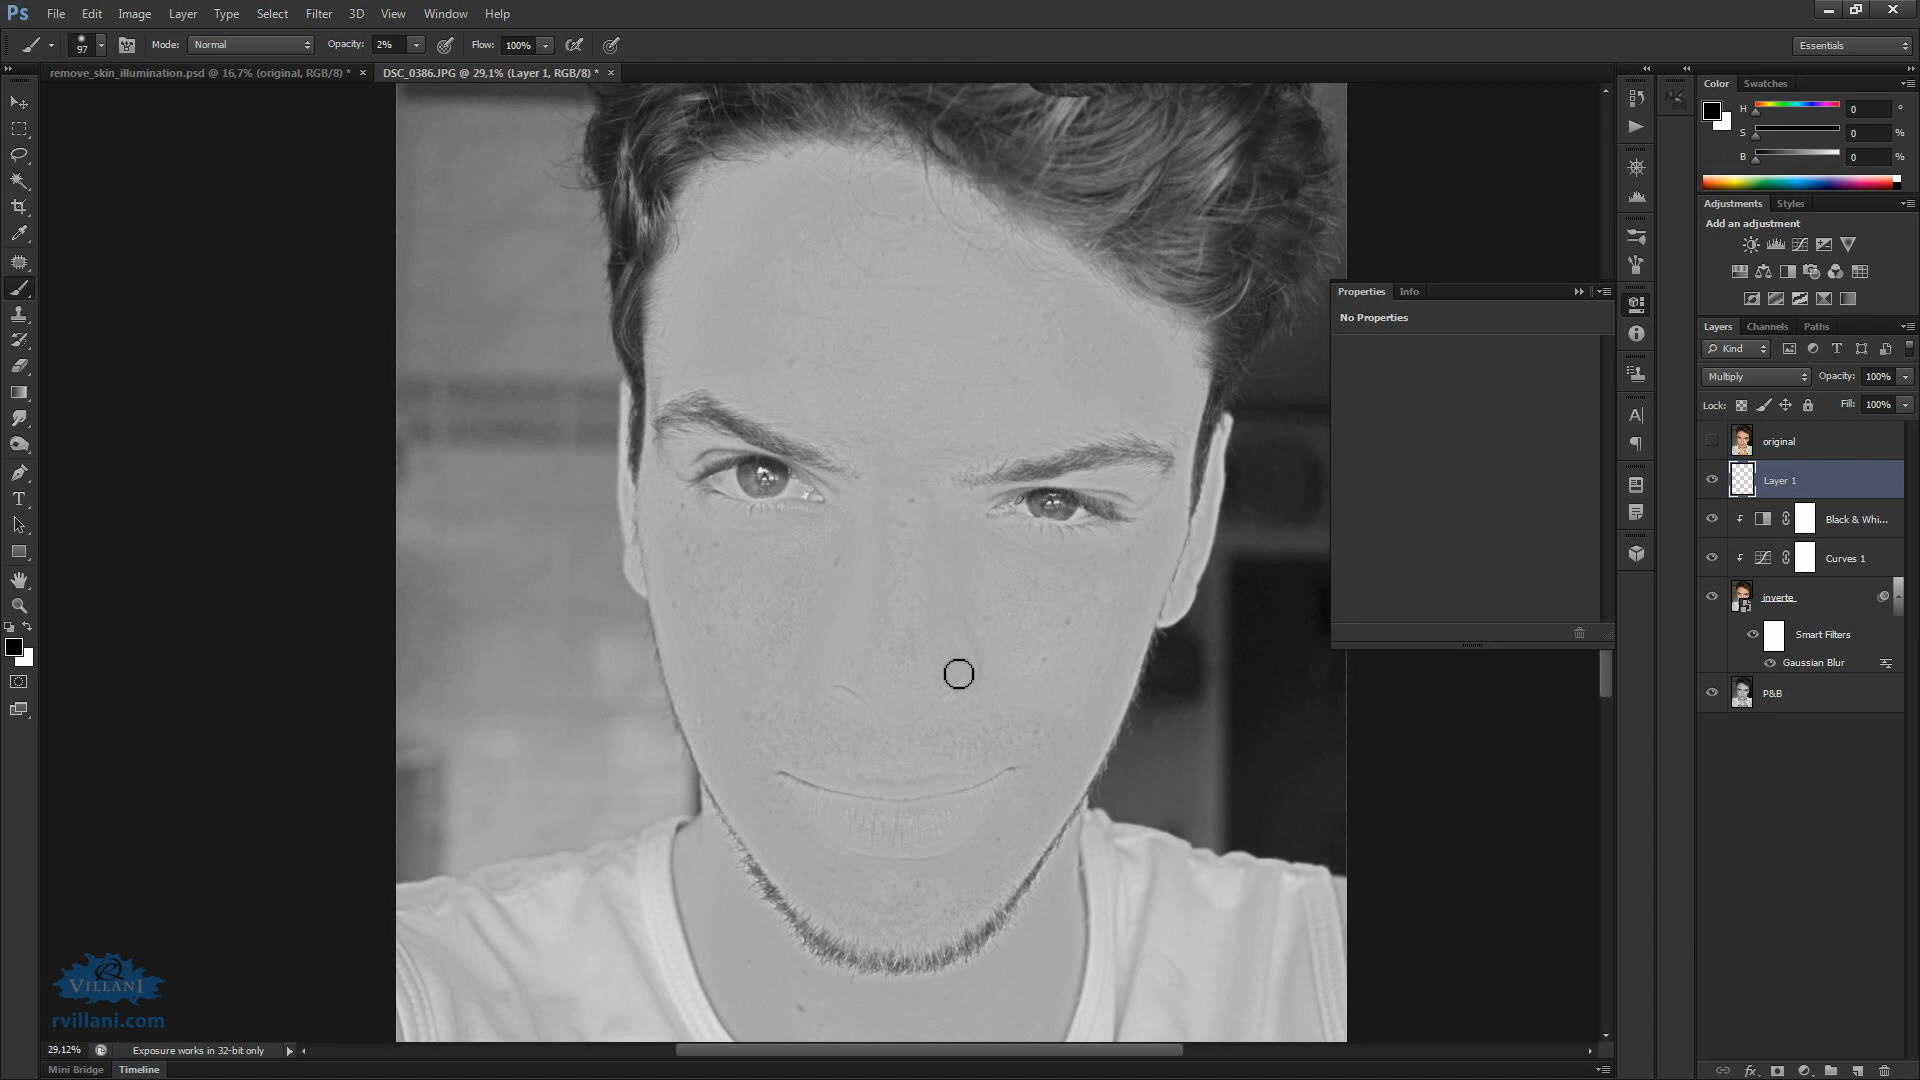 Ps File Edit Image Layer Type Select Filter 3D View Window Help
97 Mode: Normal Opacity: 2% Flow: 100% Essentials
remove_skin_illumination.psd @ 16,7% (original, RGB/8) * × DSC_0386.JPG @ 29,1% (Layer 1, RGB/8) * ×
Color Swatches
H 0 °
S 0 %
B 0 %
Adjustments Styles
Add an adjustment
Properties Info
No Properties
Layers Channels Paths
Kind
Multiply Opacity: 100%
Lock: Fill: 100%
original
Layer 1
Black & Whi...
Curves 1
inverte
Smart Filters
Gaussian Blur
P&B
VILLANI
rvillani.com
29,12% Exposure works in 32-bit only
Mini Bridge Timeline